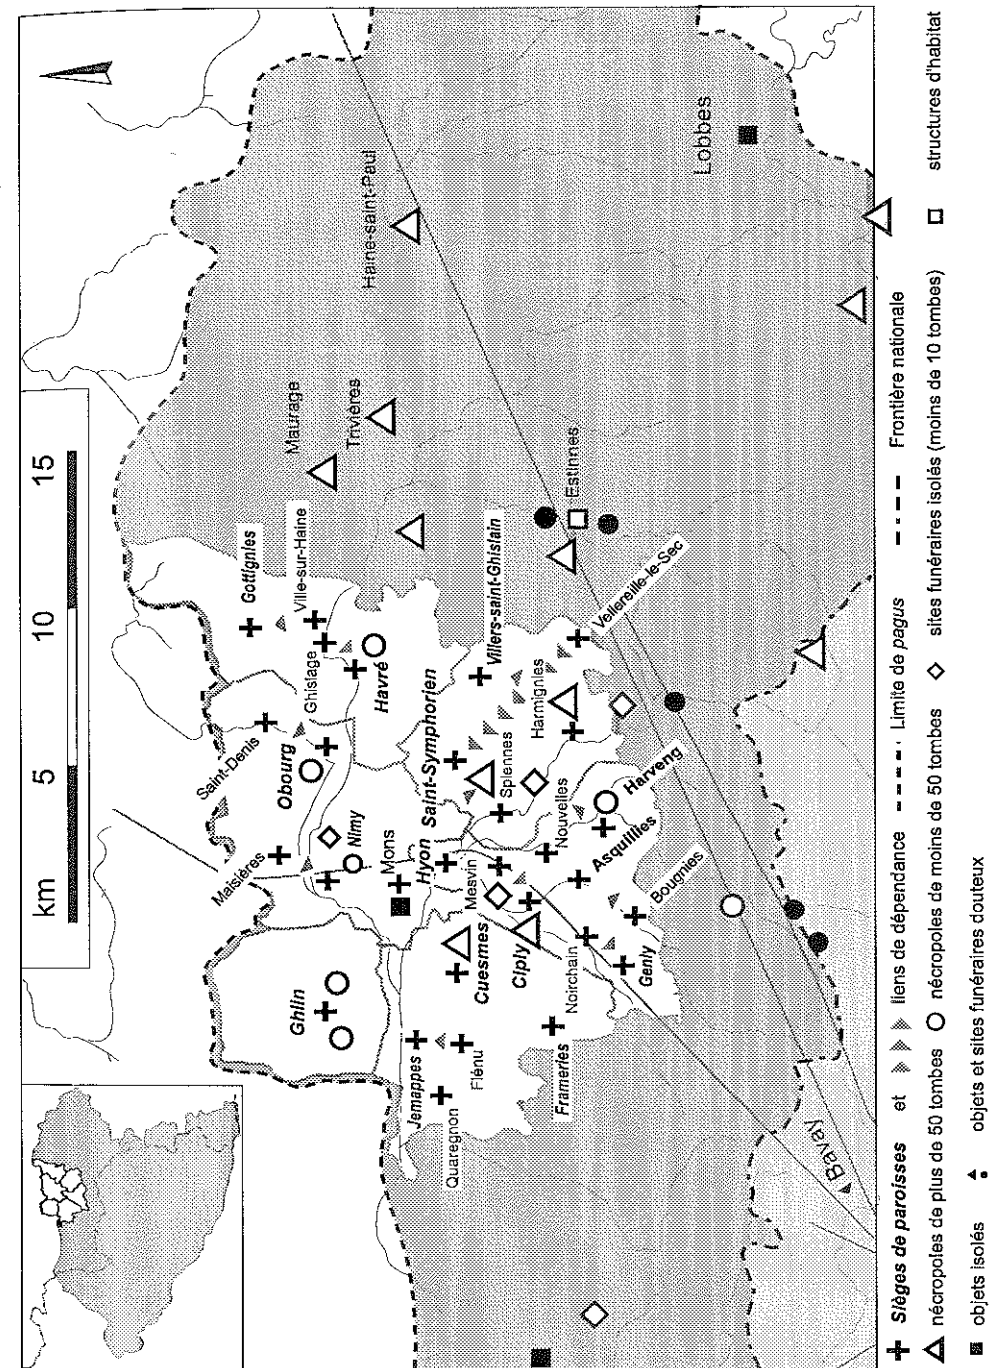 km 5 10 15
Haine-saint-Paul
Lobbes
Maurage
Trivières
Gottignies
Ville-sur-Haine
Ghislage
Havré
Saint-Denis
Obourg
Maisières
Nimy
Mons
Hyon
Saint-Symphorien
Villers-saint-Ghislain
Estinnes
Vellereille-le-Sec
Harmignies
Spiennes
Mesvin
Nouvelles
Harveng
Asquillies
Bougnies
Ghlin
Cuesmes
Ciply
Noirchain
Genly
Jemappes
Flénu
Quaregnon
Frameries
Bavay
Sièges de paroisses et liens de dépendance Limite de pagus Frontière nationale
nécropoles de plus de 50 tombes nécropoles de moins de 50 tombes sites funéraires isolés (moins de 10 tombes) structures d'habitat
objets isolés objets et sites funéraires douteux